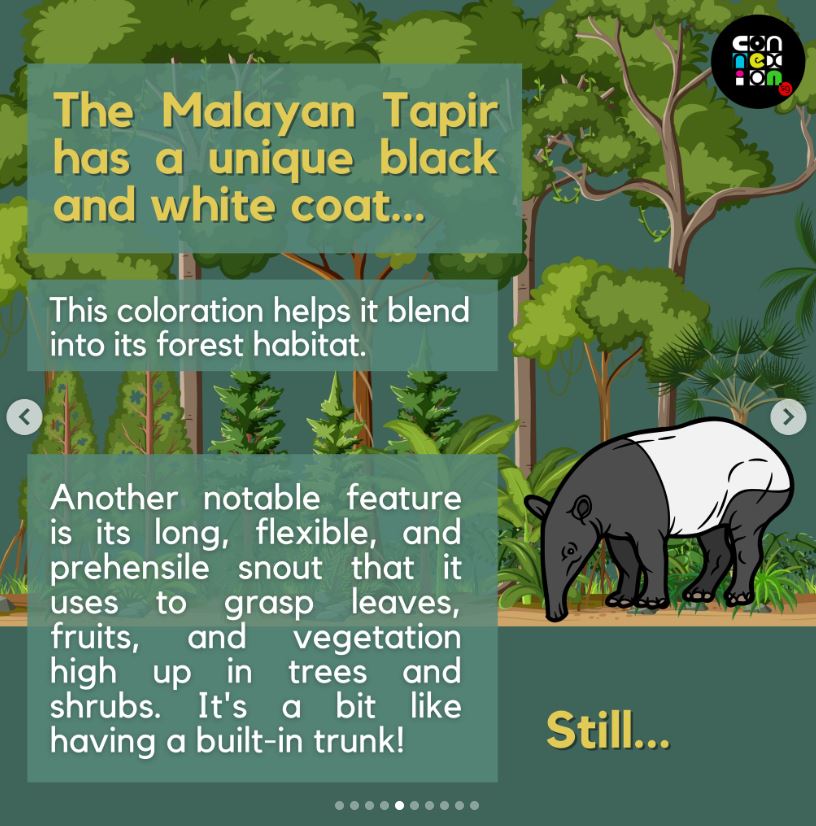 con
nex
ion
The Malayan Tapir
has a unique black
and white coat...
This coloration helps it blend
into its forest habitat.
Another notable feature
is its long, flexible, and
prehensile snout that it
uses to grasp leaves,
fruits, and vegetation
high up in trees and
shrubs. It's a bit like
having a built-in trunk!
Still...